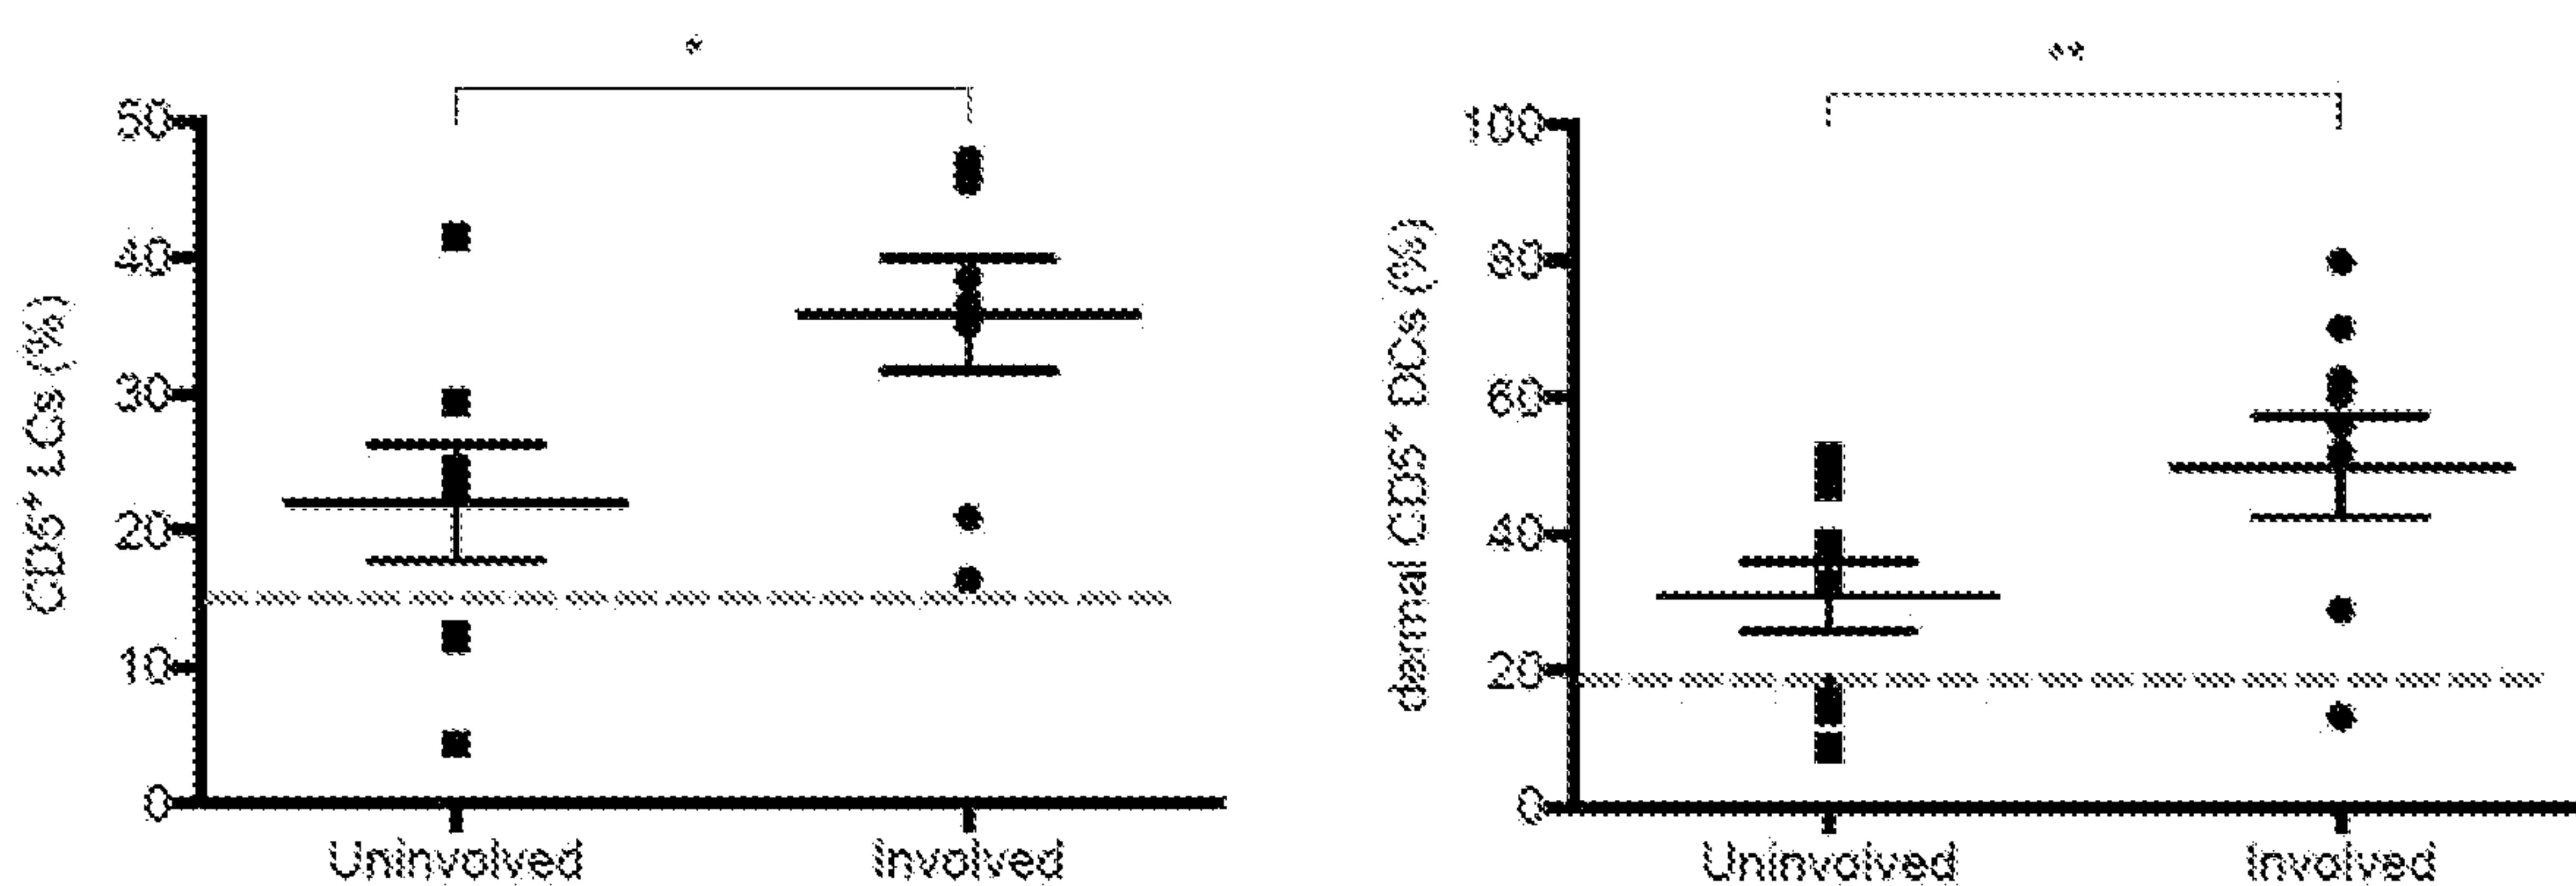 *
50
40
30
20
10
0
CD5+ LCs (%)
Uninvolved
Involved
**
100
80
60
40
20
0
dermal CD5+ DCs (%)
Uninvolved
Involved